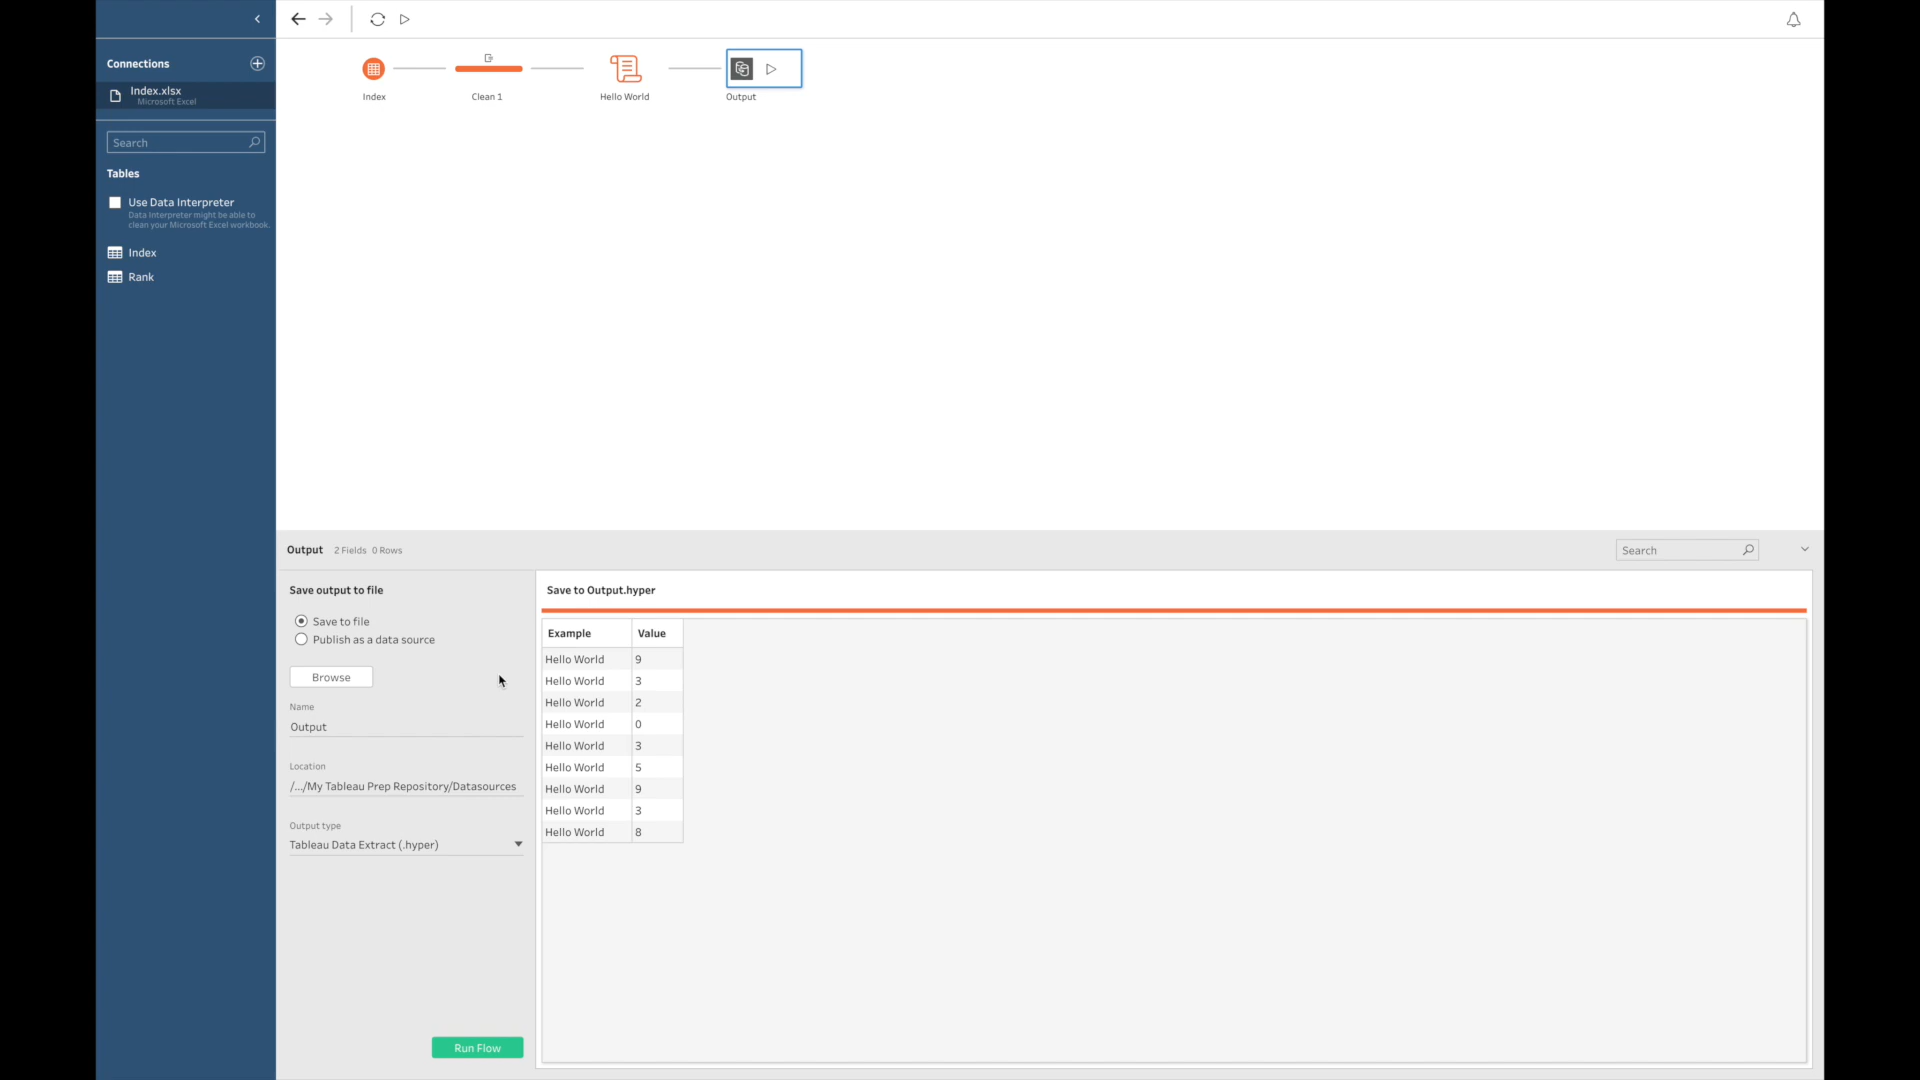 Connections
Index.xlsx
Microsoft Excel
Search
Tables
Use Data Interpreter
Data Interpreter might be able to
clean your Microsoft Excel workbook.
Index
Rank
Index
Clean 1
Hello World
Output
Output 2 Fields 0 Rows
Search
Save output to file
Save to file
Publish as a data source
Browse
Name
Output
Location
/.../My Tableau Prep Repository/Datasources
Output type
Tableau Data Extract (.hyper)
Run Flow
Save to Output.hyper
Example Value
Hello World 9
Hello World 3
Hello World 2
Hello World 0
Hello World 3
Hello World 5
Hello World 9
Hello World 3
Hello World 8